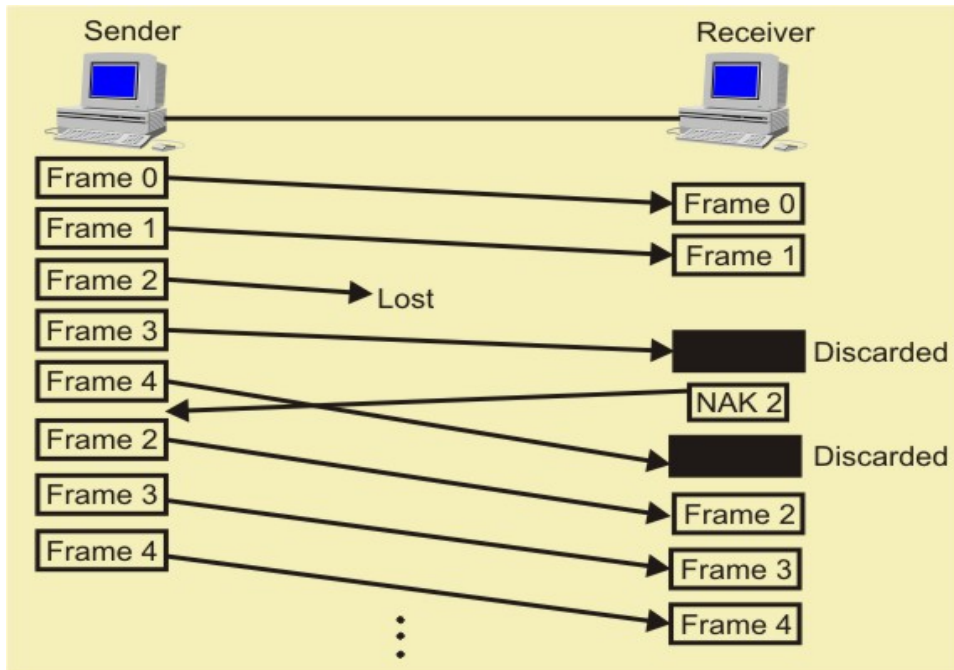 Sender
Receiver
Frame 0
Frame 0
Frame 1
Frame 1
Frame 2
Lost
Frame 3
Discarded
Frame 4
NAK 2
Frame 2
Discarded
Frame 3
Frame 2
Frame 4
Frame 3
Frame 4